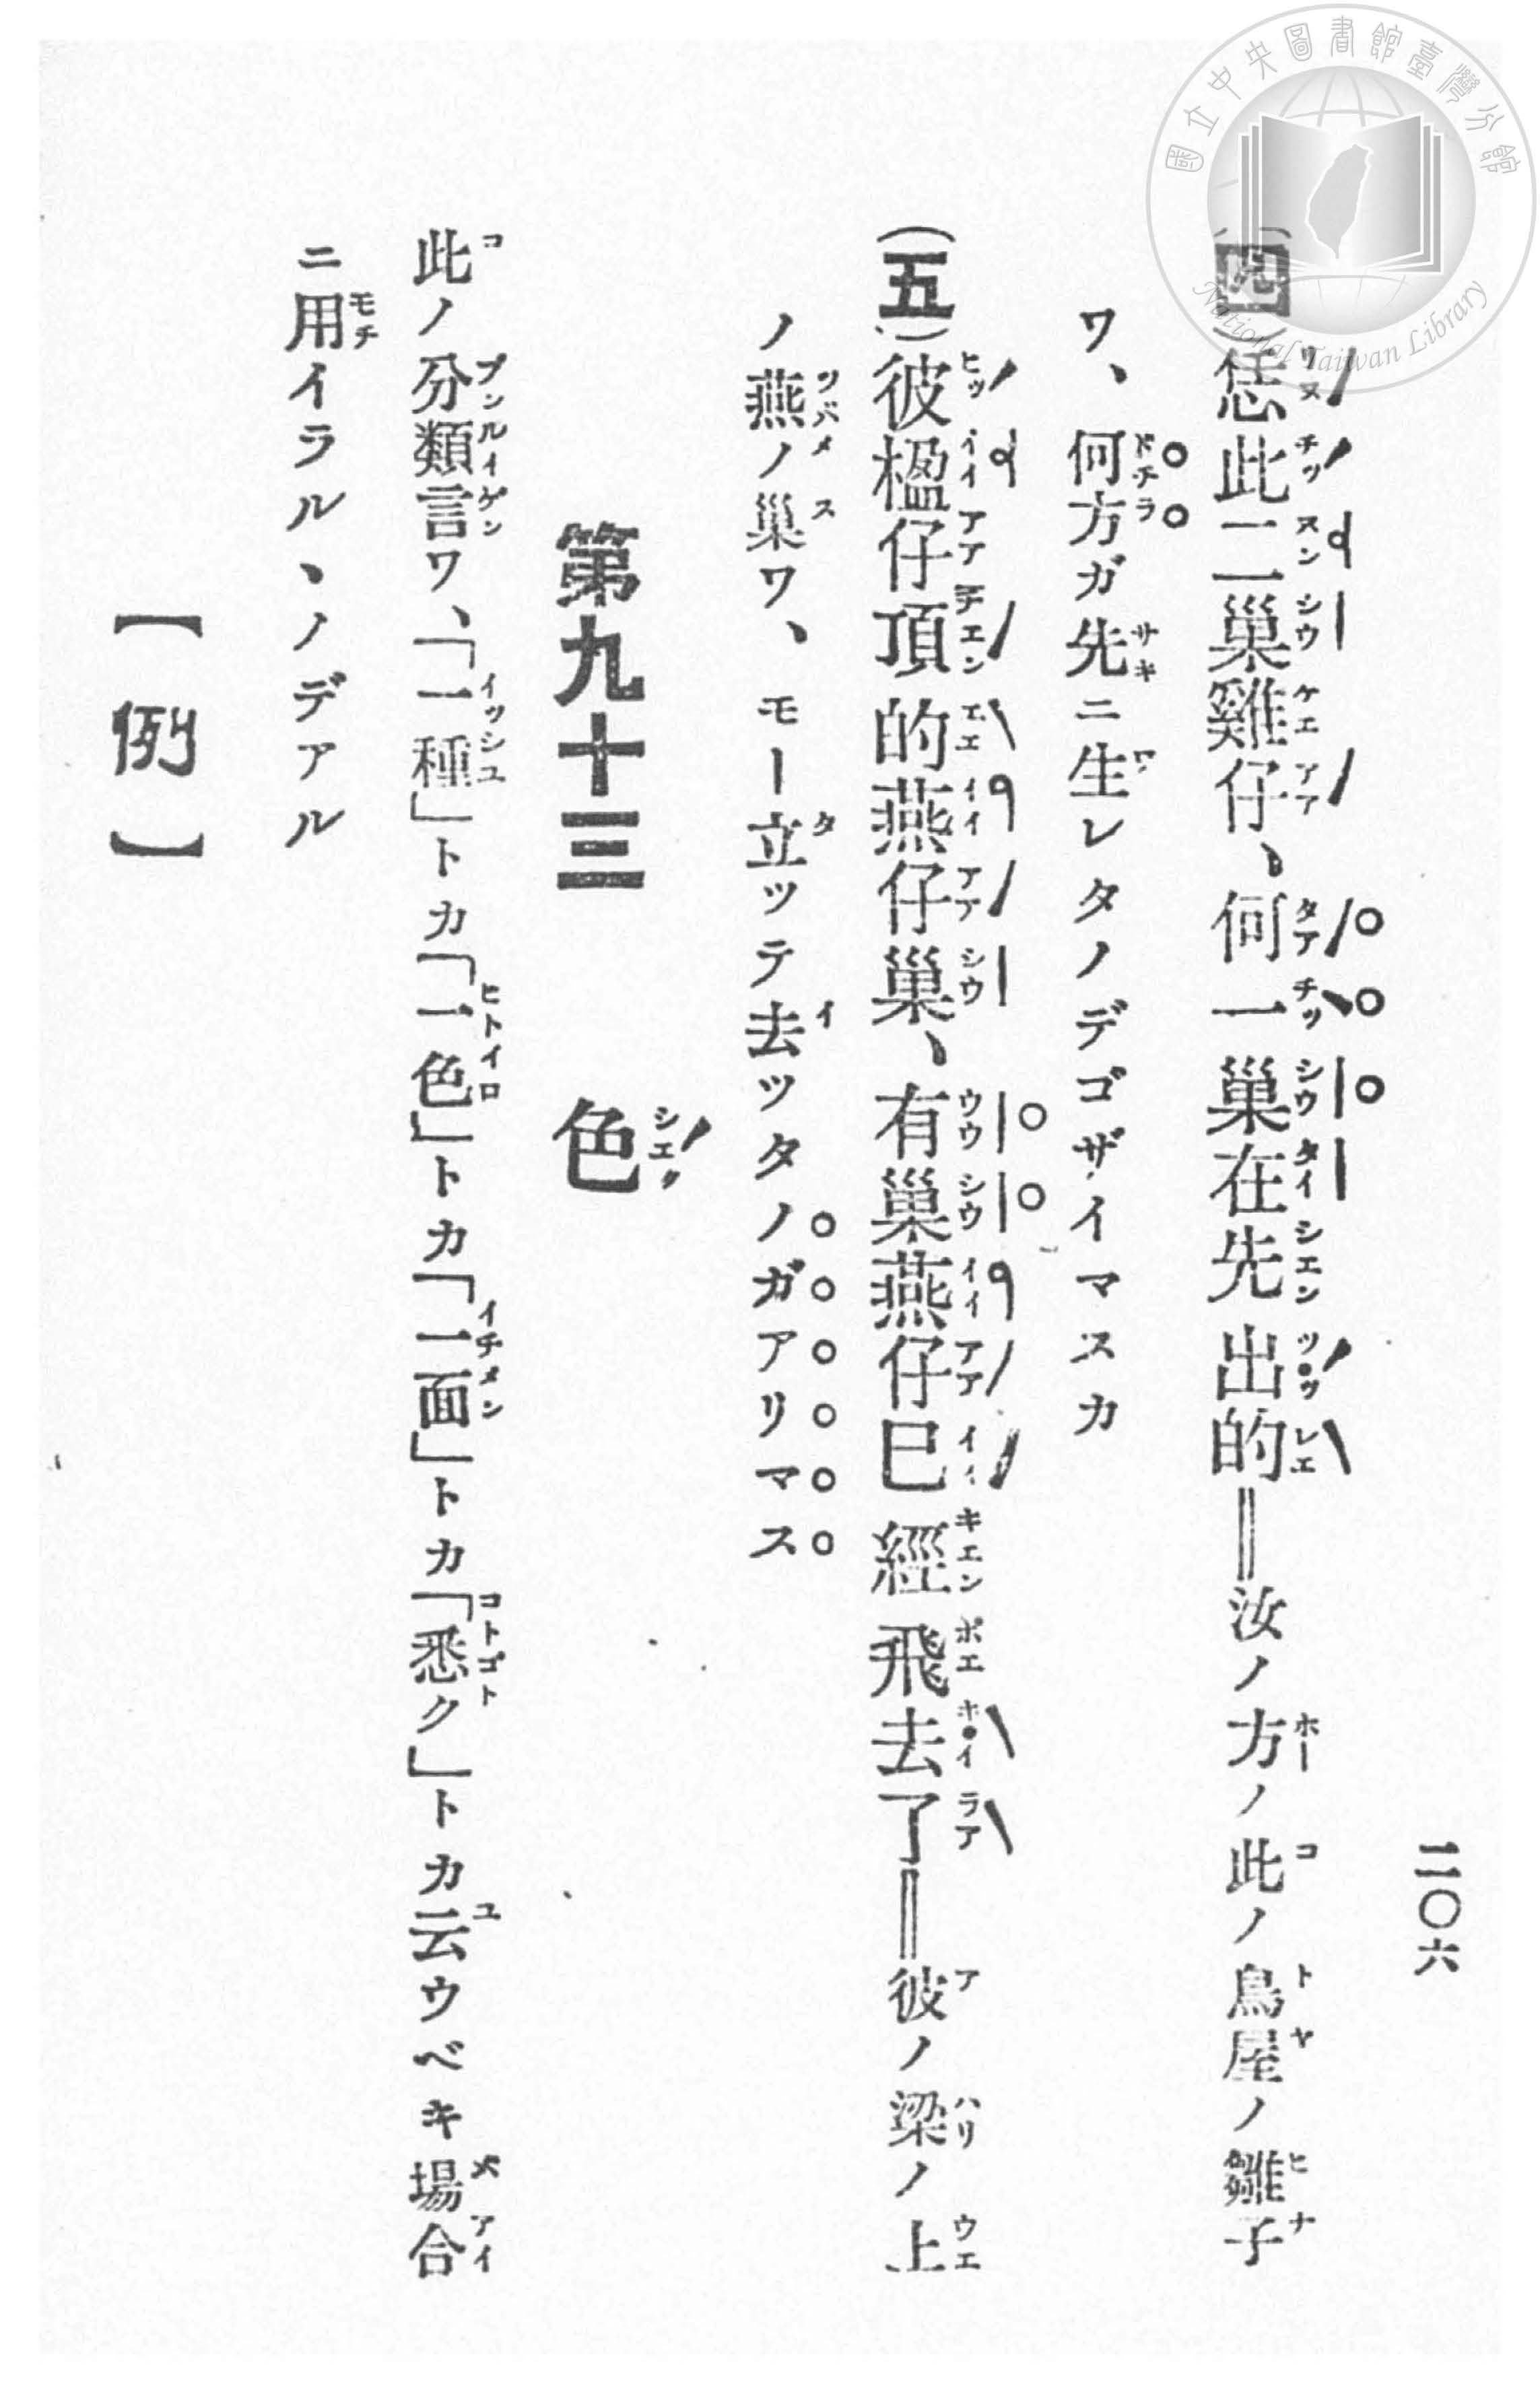 國立中央圖書館臺灣分館
National Taiwan Library
二〇六
(四)恁此二巢雞仔、何一巢在先出的＝汝ノ方ノ此ノ鳥屋ノ雛子
ワ、何方ガ先ニ生レタノデゴザイマスカ
(五)彼楹仔頂的燕仔巢、有巢燕仔已經飛去了＝彼ノ梁ノ上
ノ燕ノ巢ワ、モー立ッテ去ッタノガアリマス
第九十三　色
此ノ分類言ワ、「一種」トカ「一色」トカ「一面」トカ「悉ク」トカ云ウベキ場合
ニ用イラルヽノデアル
【例】